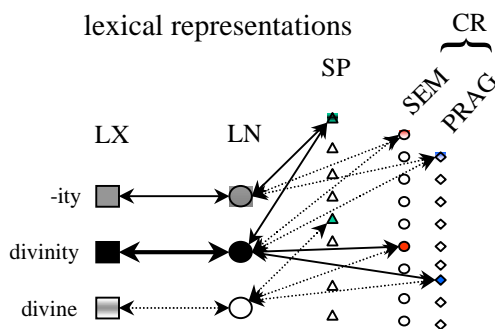 lexical representations
CR
SP
SEM
PRAG
LX
LN
-ity
divinity
divine